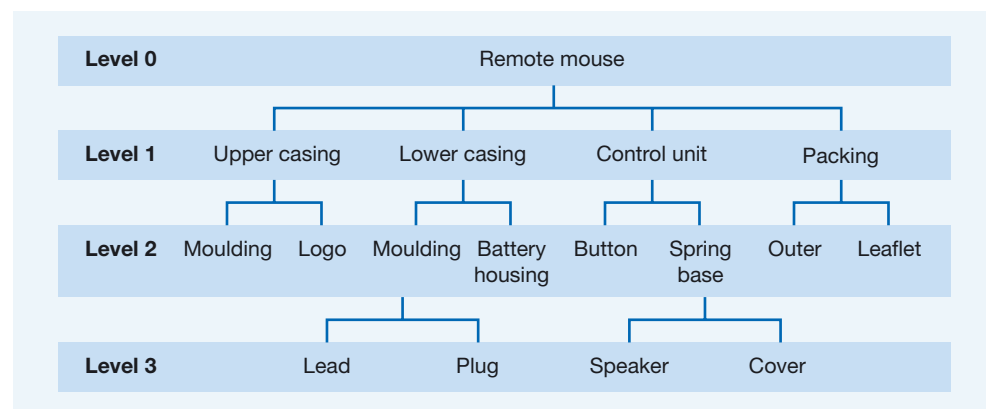 Level 0 Remote mouse
Level 1 Upper casing Lower casing Control unit Packing
Level 2 Moulding Logo Moulding Battery housing Button Spring base Outer Leaflet
Level 3 Lead Plug Speaker Cover